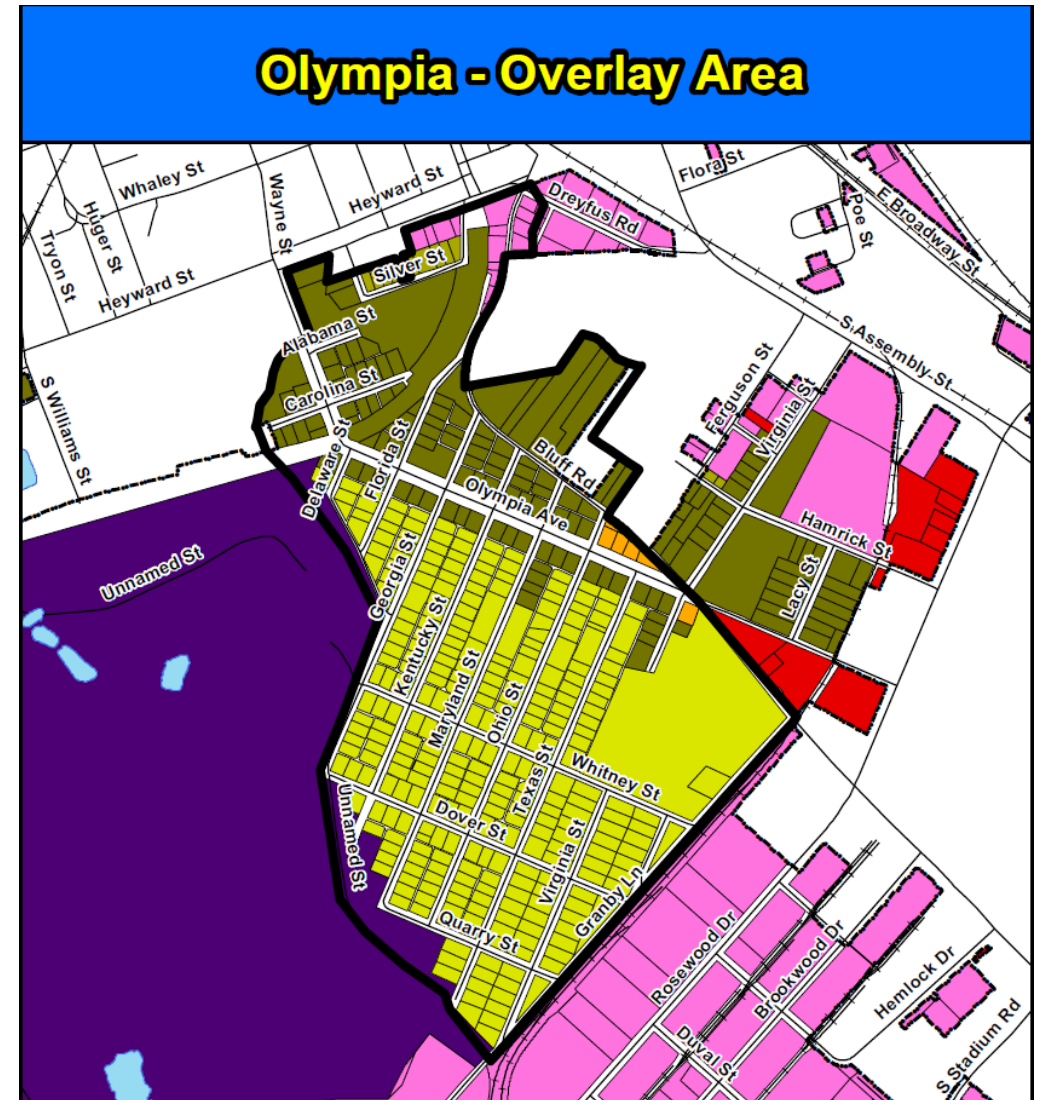 Olympia - Overlay Area
Whaley St
Heyward St
Wayne St
Huger St
Tryon St
Heyward St
Silver St
Dreyfus Rd
Flora St
E Broadway St
Poe St
S Assembly St
Alabama St
Carolina St
S Williams St
Ferguson St
Virginia St
Delaware St
Florida St
Bluff Rd
Olympia Ave
Hamrick St
Lacy St
Unnamed St
Georgia St
Kentucky St
Maryland St
Ohio St
Texas St
Whitney St
Unnamed St
Dover St
Virginia St
Granby Ln
Quarry St
Rosewood Dr
Brookwood Dr
Hemlock Dr
Duval St
S Stadium Rd